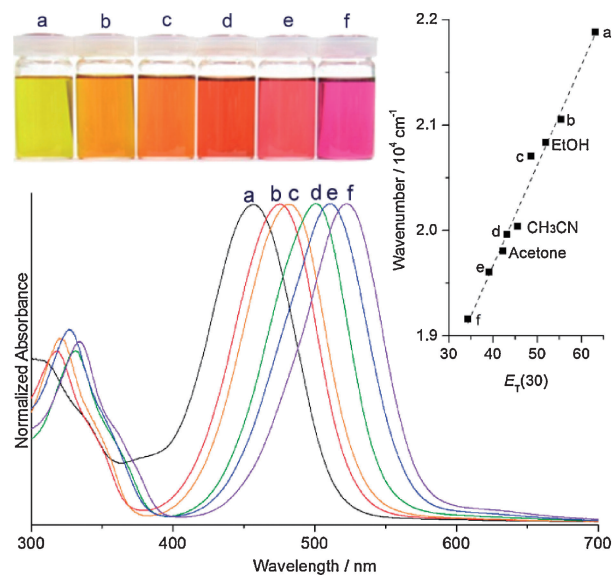 a b c d e f
2.2
2.1
2.0
1.9
Wavenumber / 10⁴ cm⁻¹
a
b
EtOH
c
CH3CN
d
Acetone
e
f
30 40 50 60
E_T(30)
a b c d e f
Normalized Absorbance
300 400 500 600 700
Wavelength / nm